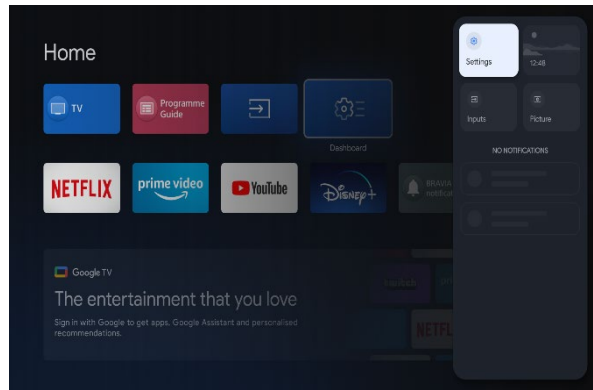 Home
Settings
12:48
TV
Programme
Guide
Inputs
Picture
Dashboard
NO NOTIFICATIONS
NETFLIX
prime video
YouTube
Disney+
BRAVIA
Google TV
The entertainment that you love
Sign in with Google to get apps, Google Assistant and personalised
recommendations.